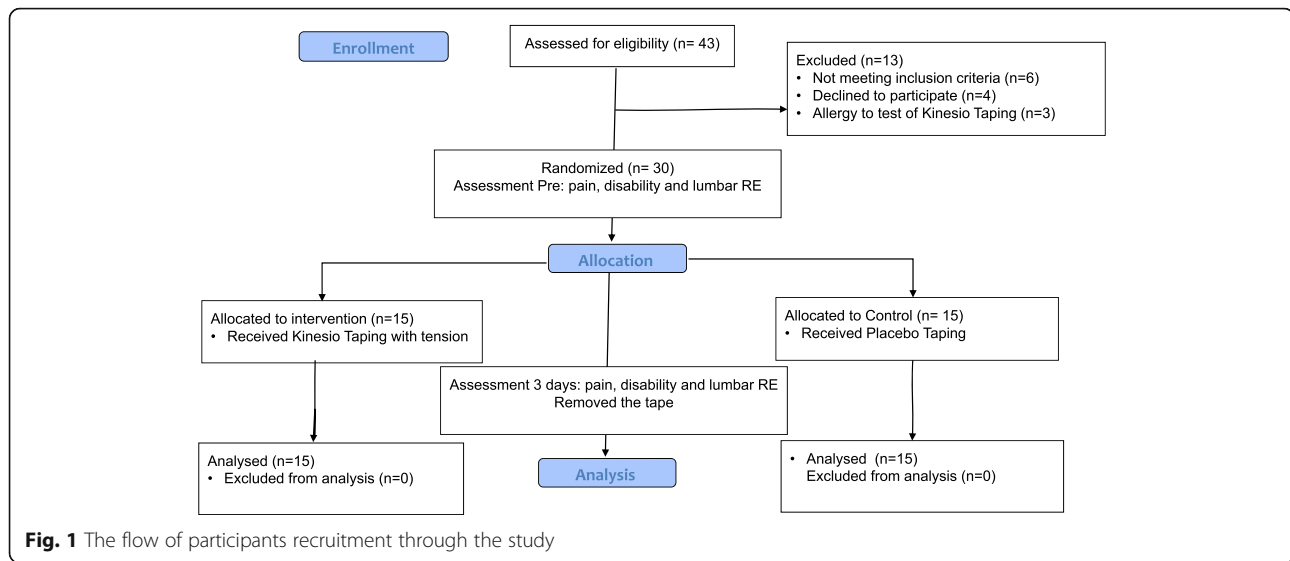 Enrollment
Assessed for eligibility (n= 43)
Excluded (n=13)
• Not meeting inclusion criteria (n=6)
• Declined to participate (n=4)
• Allergy to test of Kinesio Taping (n=3)
Randomized (n= 30)
Assessment Pre: pain, disability and lumbar RE
Allocation
Allocated to intervention (n=15)
• Received Kinesio Taping with tension
Allocated to Control (n= 15)
• Received Placebo Taping
Assessment 3 days: pain, disability and lumbar RE
Removed the tape
Analysed (n=15)
• Excluded from analysis (n=0)
Analysis
• Analysed (n=15)
Excluded from analysis (n=0)
Fig. 1 The flow of participants recruitment through the study